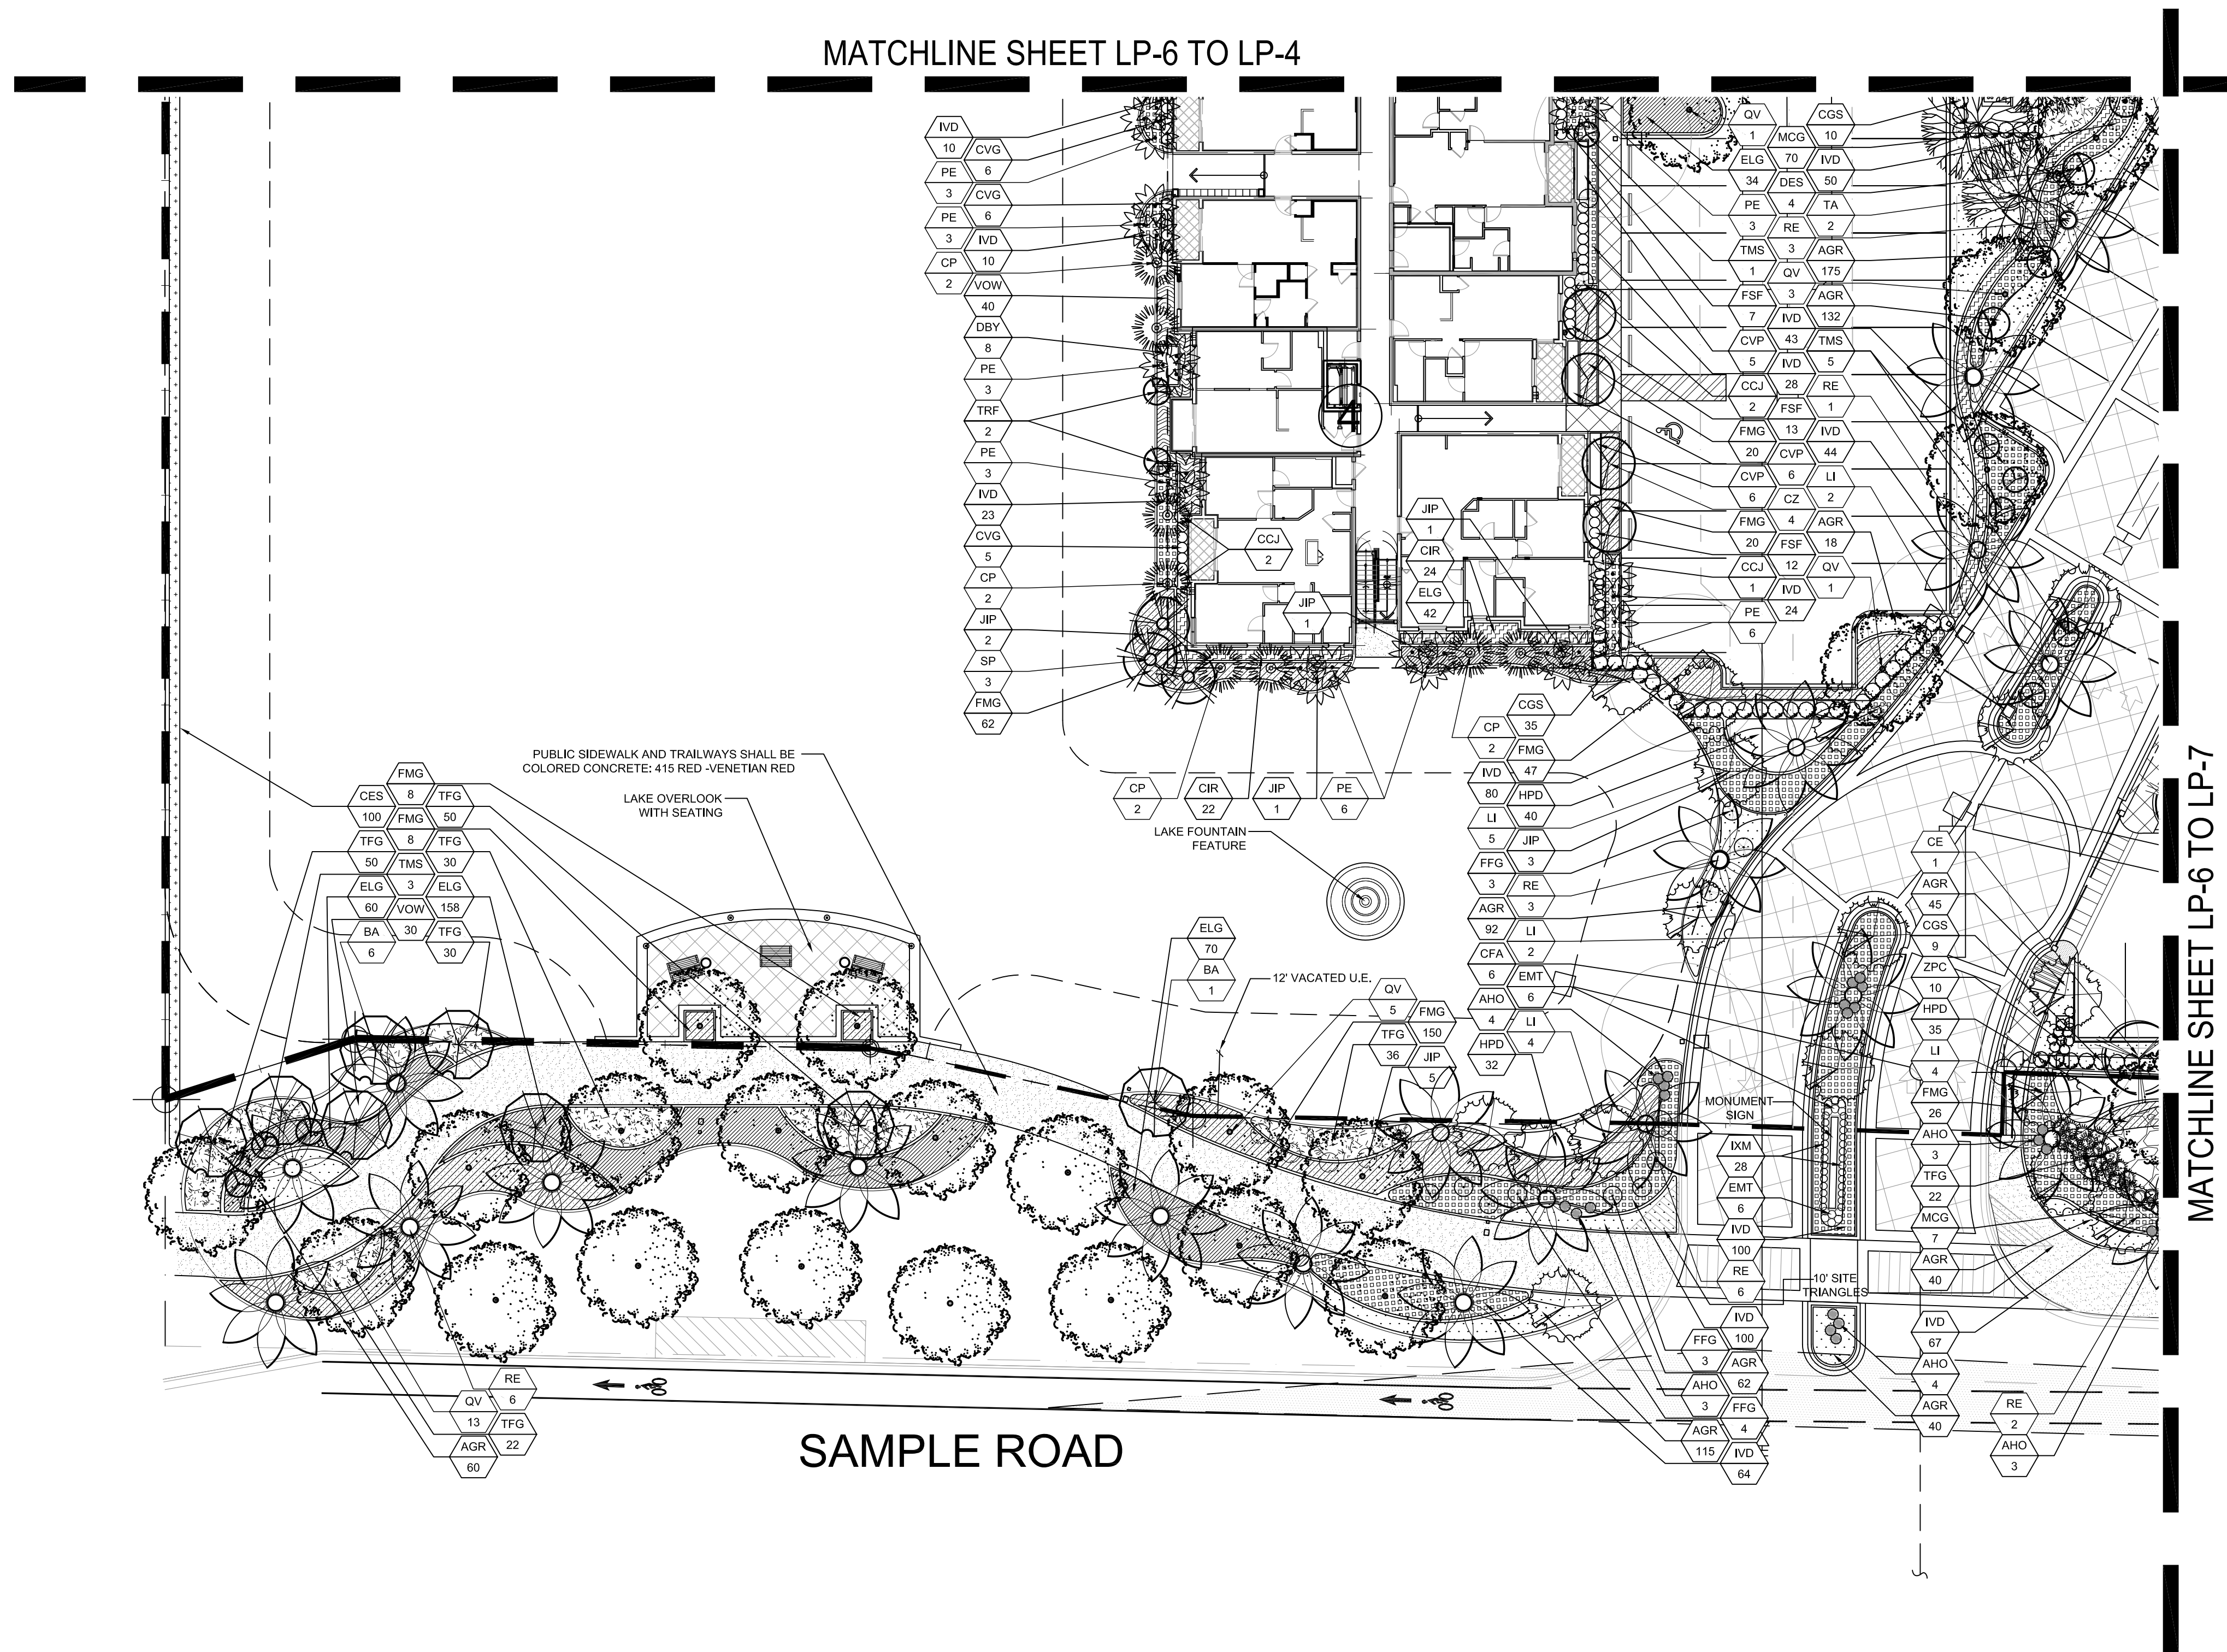 MATCHLINE SHEET LP-6 TO LP-4
IVD
10
CVG
6
PE
3
CVG
6
PE
3
IVD
10
CP
2
VOW
40
DBY
8
PE
3
TRF
2
PE
3
IVD
23
CVG
5
CP
2
JIP
2
SP
3
FMG
62
CCJ
2
JIP
1
4
JIP
1
CIR
24
ELG
42
QV
1
ELG
34
PE
3
TMS
1
FSF
7
CVP
5
CCJ
2
FMG
20
CVP
6
FMG
20
CCJ
1
PE
6
MCG
70
DES
4
RE
3
QV
3
IVD
43
IVD
28
FSF
13
CVP
6
CZ
4
FSF
12
IVD
24
CGS
10
IVD
50
TA
2
AGR
175
AGR
132
TMS
5
RE
1
IVD
44
LI
2
AGR
18
QV
1
CP
2
CIR
22
JIP
1
PE
6
PUBLIC SIDEWALK AND TRAILWAYS SHALL BE
COLORED CONCRETE: 415 RED -VENETIAN RED
LAKE OVERLOOK
WITH SEATING
LAKE FOUNTAIN
FEATURE
CES
100
TFG
50
ELG
60
BA
6
FMG
8
FMG
8
TMS
3
VOW
30
TFG
50
TFG
30
ELG
158
TFG
30
CP
2
IVD
80
LI
5
FFG
3
AGR
92
CFA
6
AHO
4
HPD
32
CGS
35
FMG
47
HPD
40
JIP
3
RE
3
LI
2
EMT
6
LI
4
ELG
70
BA
1
12' VACATED U.E.
QV
5
TFG
36
FMG
150
JIP
5
CE
1
AGR
45
CGS
9
ZPC
10
HPD
35
LI
4
FMG
26
AHO
3
TFG
22
MCG
7
AGR
40
MONUMENT
SIGN
IXM
28
EMT
6
IVD
100
RE
6
10' SITE
TRIANGLES
IVD
100
AGR
62
FFG
4
IVD
64
FFG
3
AHO
3
AGR
115
IVD
67
AHO
4
AGR
40
RE
2
AHO
3
RE
6
TFG
22
QV
13
AGR
60
SAMPLE ROAD
MATCHLINE SHEET LP-6 TO LP-7